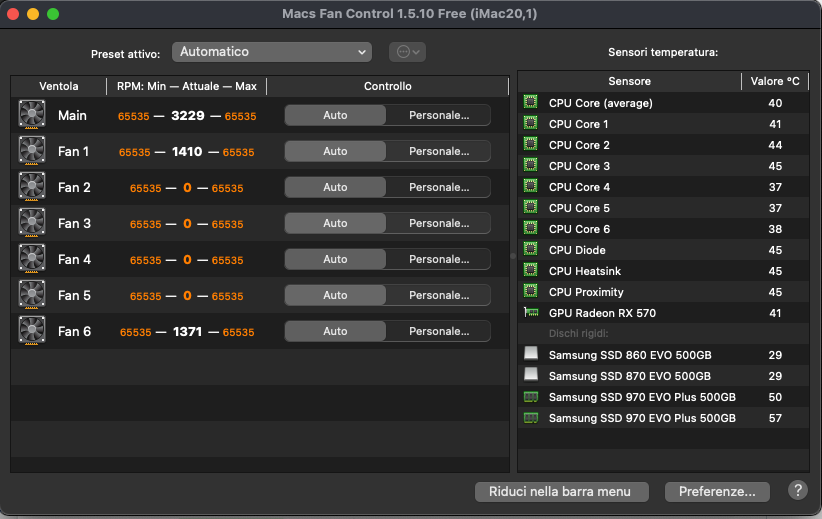 Macs Fan Control 1.5.10 Free (iMac20,1)
Preset attivo: Automatico
Sensori temperatura:
Ventola RPM: Min — Attuale — Max Controllo
Main 65535 — 3229 — 65535 Auto Personale...
Fan 1 65535 — 1410 — 65535 Auto Personale...
Fan 2 65535 — 0 — 65535 Auto Personale...
Fan 3 65535 — 0 — 65535 Auto Personale...
Fan 4 65535 — 0 — 65535 Auto Personale...
Fan 5 65535 — 0 — 65535 Auto Personale...
Fan 6 65535 — 1371 — 65535 Auto Personale...
Sensore Valore °C
CPU Core (average) 40
CPU Core 1 41
CPU Core 2 44
CPU Core 3 45
CPU Core 4 37
CPU Core 5 37
CPU Core 6 38
CPU Diode 45
CPU Heatsink 45
CPU Proximity 45
GPU Radeon RX 570 41
Dischi rigidi:
Samsung SSD 860 EVO 500GB 29
Samsung SSD 870 EVO 500GB 29
Samsung SSD 970 EVO Plus 500GB 50
Samsung SSD 970 EVO Plus 500GB 57
Riduci nella barra menu Preferenze... ?